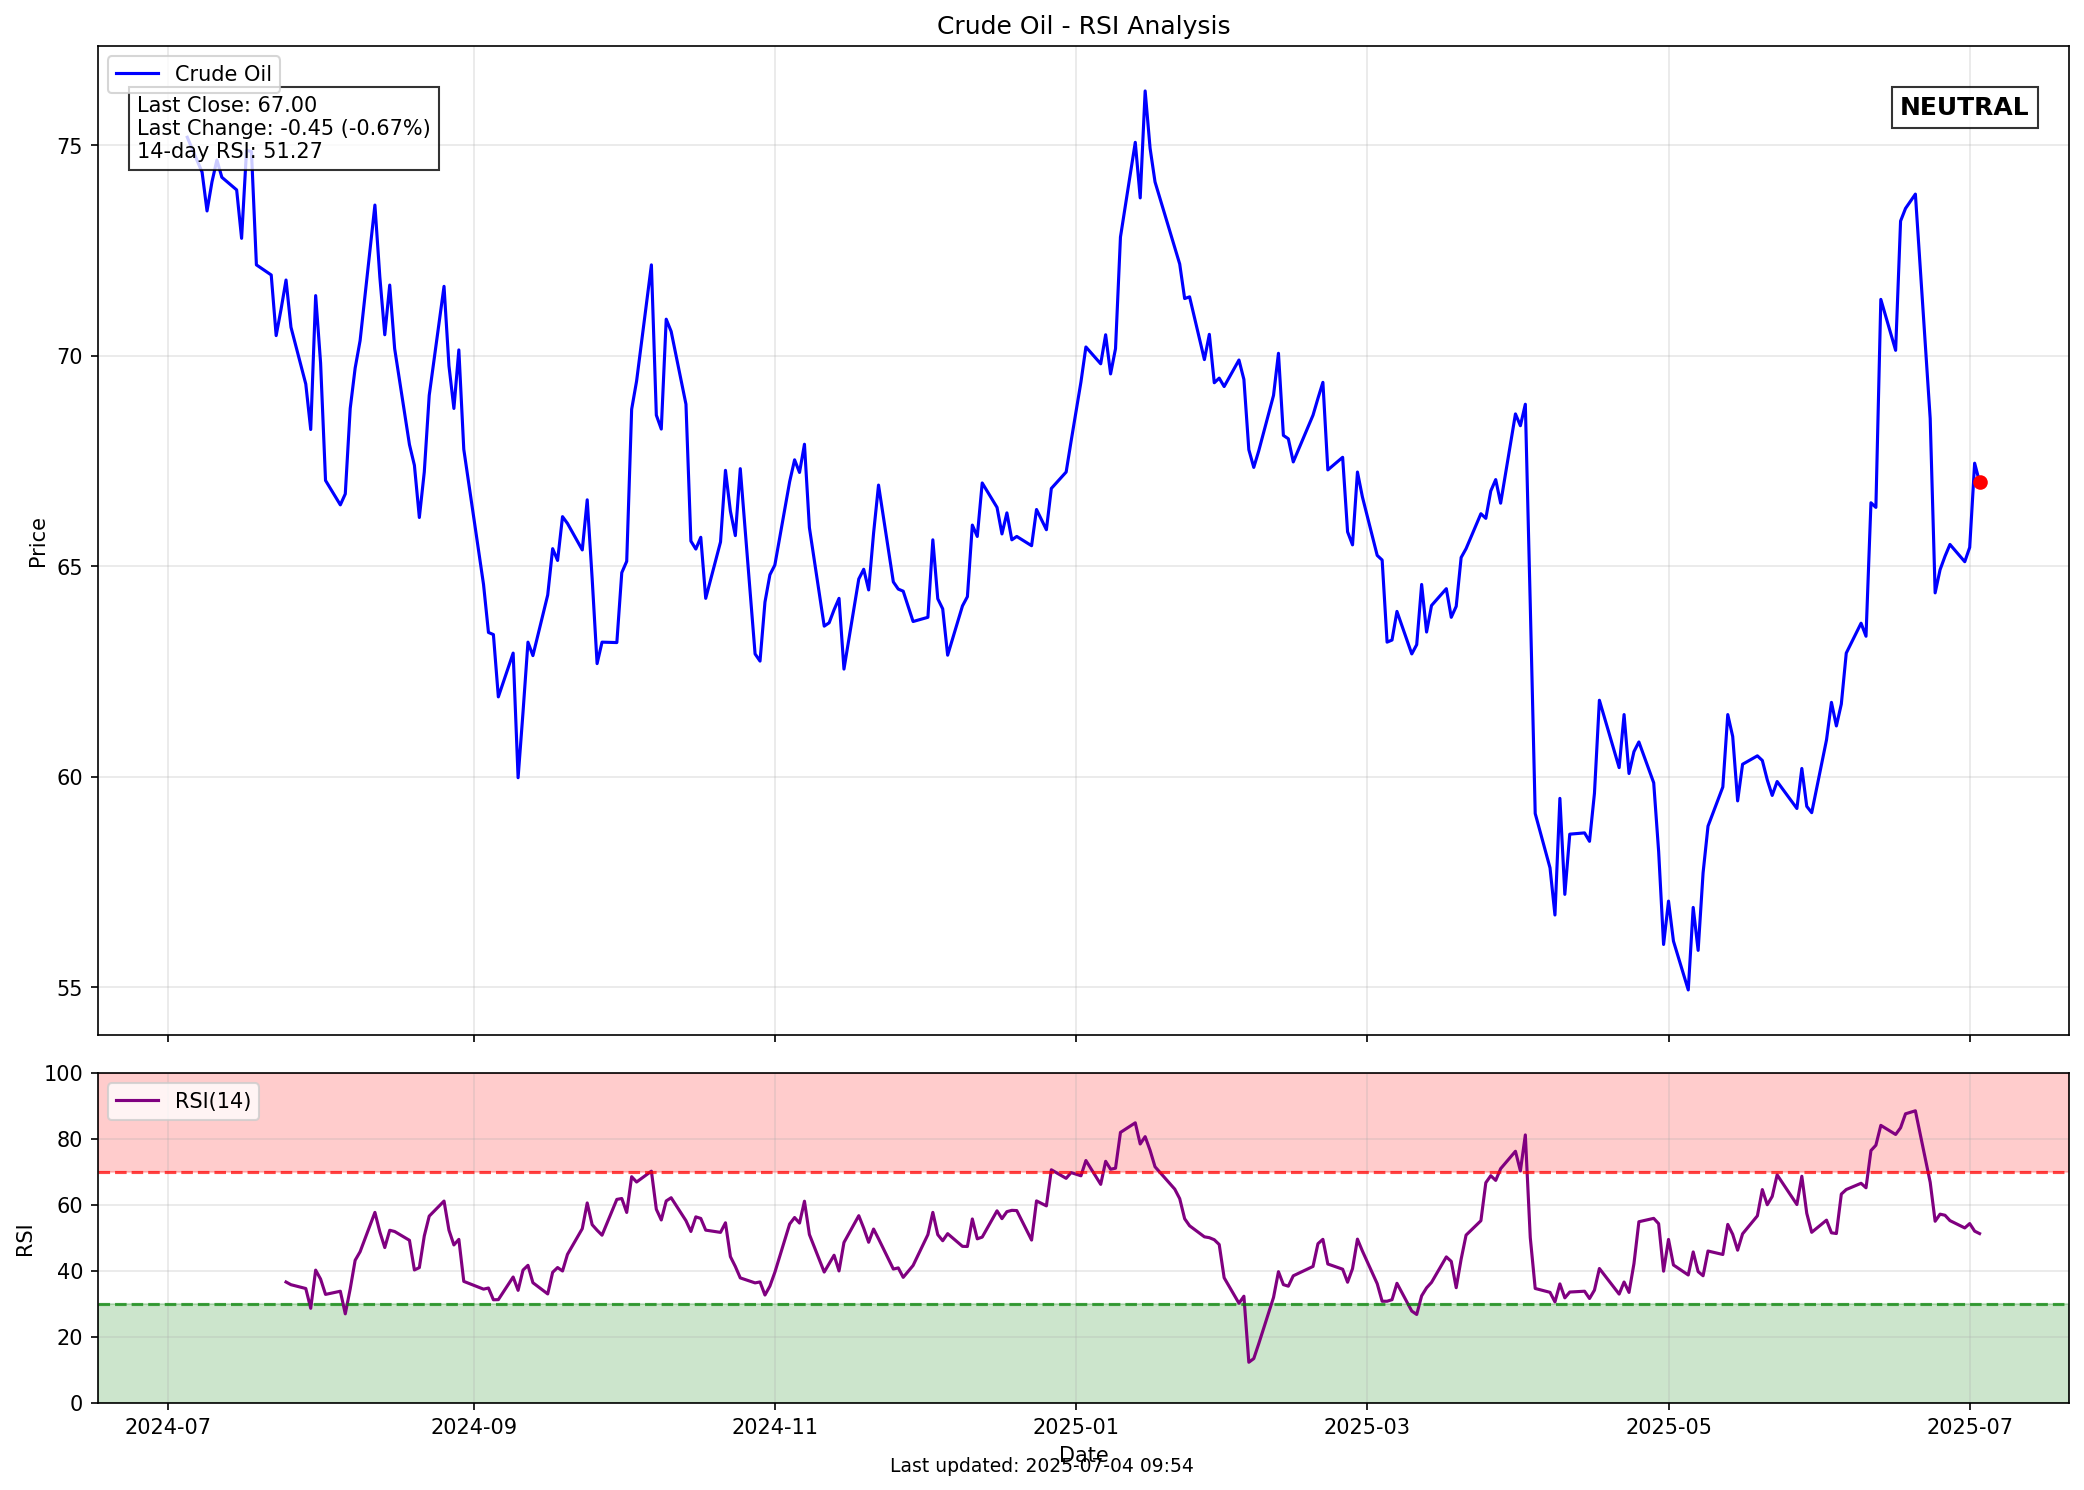 Crude Oil - RSI Analysis
Crude Oil
Last Close: 67.00
Last Change: -0.45 (-0.67%)
14-day RSI: 51.27
NEUTRAL
Price
75
70
65
60
55
RSI(14)
RSI
100
80
60
40
20
0
2024-07
2024-09
2024-11
2025-01
2025-03
2025-05
2025-07
Date
Last updated: 2025-07-04 09:54